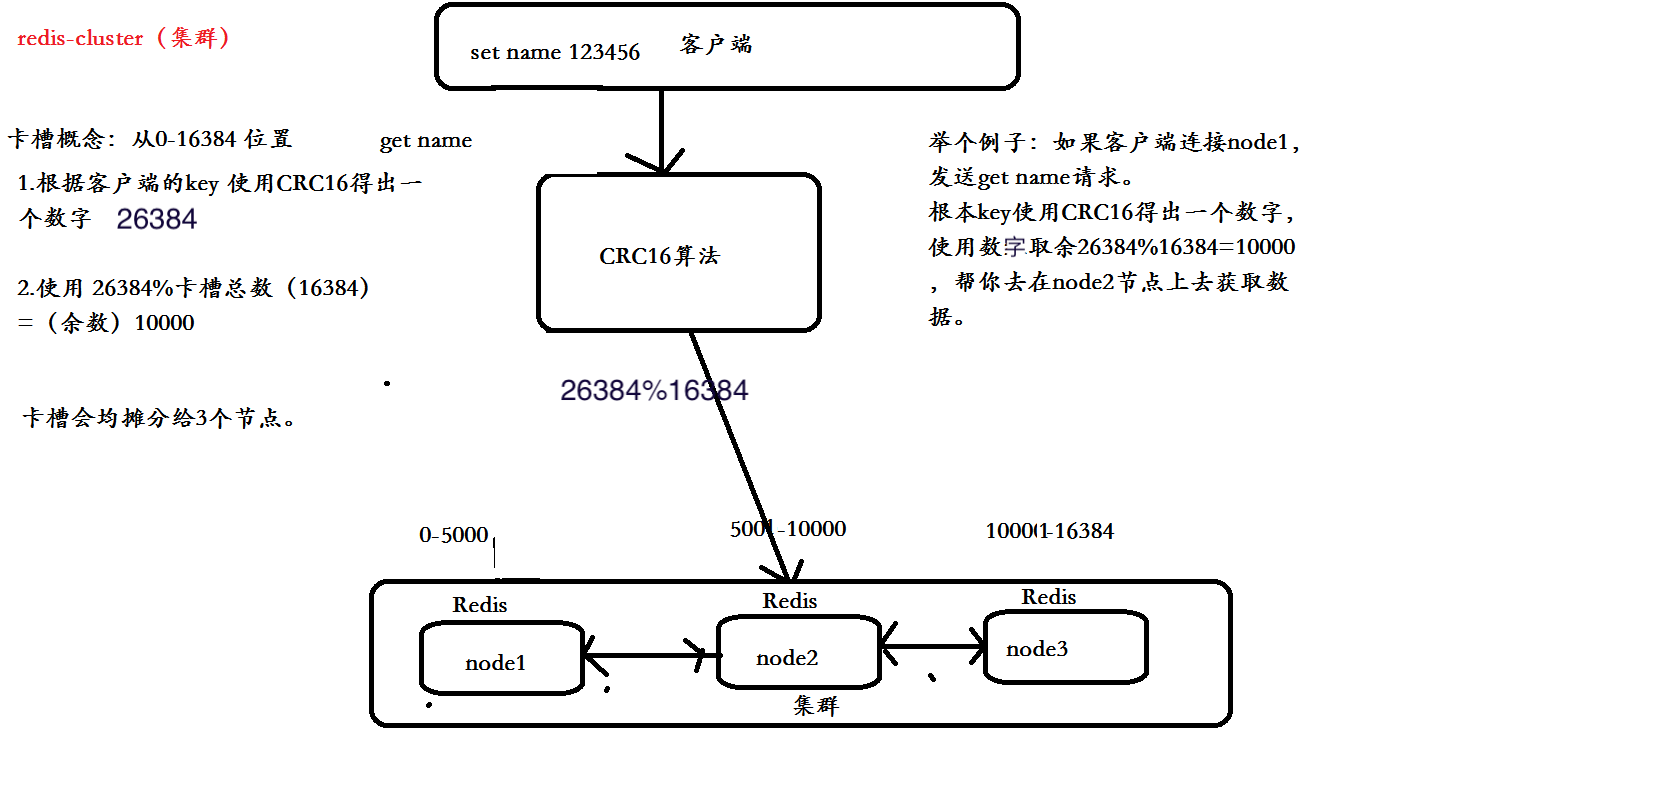 redis-cluster（集群）
set name 123456 客户端
卡槽概念：从0-16384 位置
get name
1.根据客户端的key 使用CRC16得出一
个数字 26384
2.使用 26384%卡槽总数（16384）
=（余数）10000
卡槽会均摊分给3个节点。
CRC16算法
举个例子：如果客户端连接node1，
发送get name请求。
根本key使用CRC16得出一个数字，
使用数字取余26384%16384=10000
，帮你去在node2节点上去获取数
据。
26384%16384
0-5000
5001-10000
10001-16384
Redis
Redis
Redis
node1
node2
node3
集群